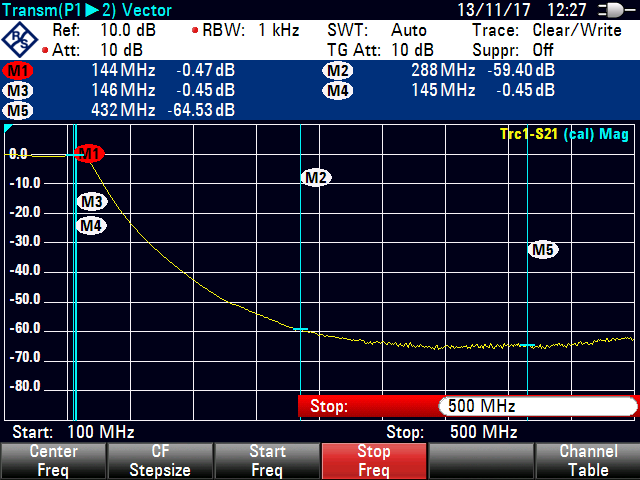 Transm(P1►2) Vector 13/11/17 12:27
R S
Ref: 10.0 dB • RBW: 1 kHz SWT: Auto Trace: Clear/Write
• Att: 10 dB TG Att: 10 dB Suppr: Off
M1 144 MHz -0.47 dB M2 288 MHz -59.40 dB
M3 146 MHz -0.45 dB M4 145 MHz -0.45 dB
M5 432 MHz -64.53 dB
Trc1-S21 (cal) Mag
0.0
M1
-10.0
M2
M3
-20.0
M4
-30.0
M5
-40.0
-50.0
-60.0
-70.0
-80.0
Stop: 500 MHz
Start: 100 MHz Stop: 500 MHz
Center Freq
CF Stepsize
Start Freq
Stop Freq
Channel Table